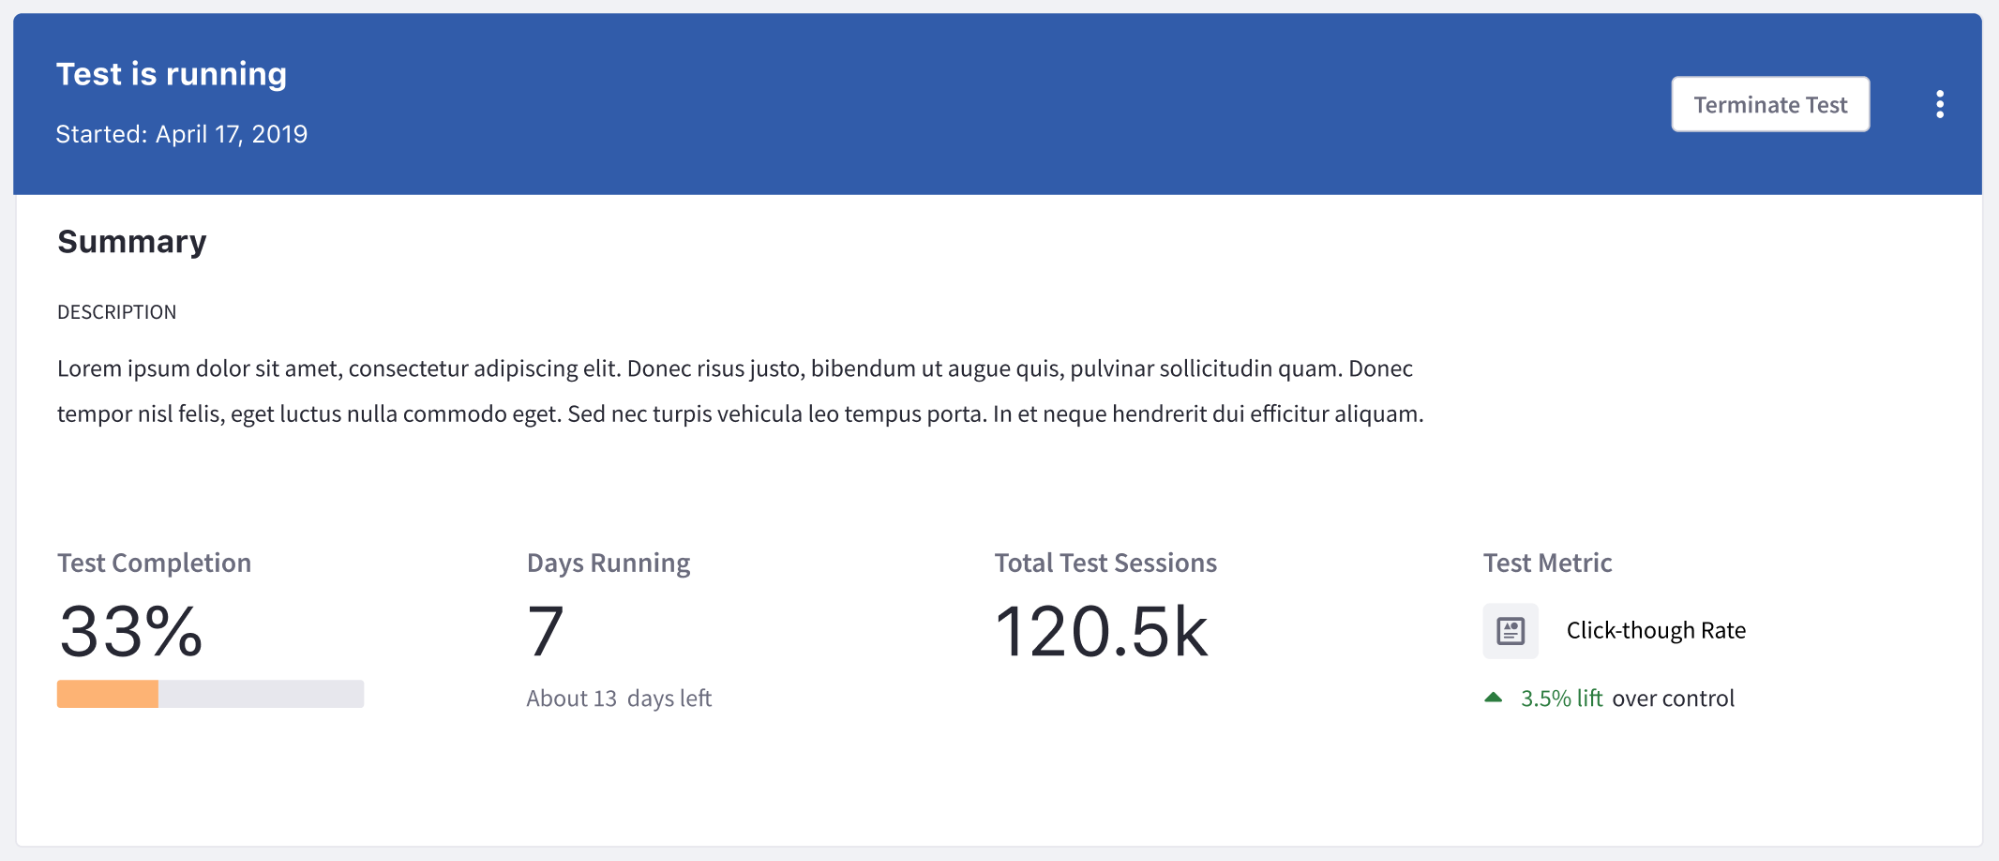 Test is running
Started: April 17, 2019
Terminate Test
Summary
DESCRIPTION
Lorem ipsum dolor sit amet, consectetur adipiscing elit. Donec risus justo, bibendum ut augue quis, pulvinar sollicitudin quam. Donec
tempor nisl felis, eget luctus nulla commodo eget. Sed nec turpis vehicula leo tempus porta. In et neque hendrerit dui efficitur aliquam.
Test Completion
33%
Days Running
7
About 13 days left
Total Test Sessions
120.5k
Test Metric
Click-though Rate
3.5% lift over control